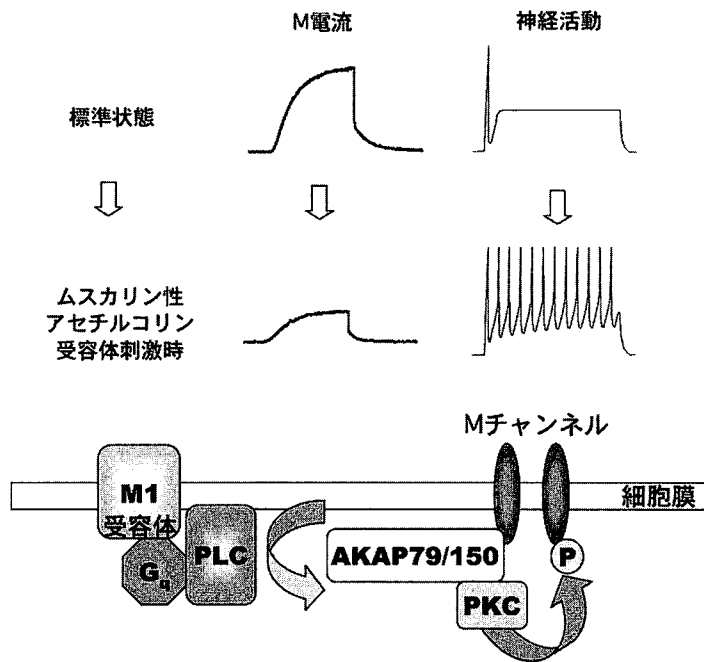 M電流
神経活動
標準状態
ムスカリン性
アセチルコリン
受容体刺激時
Mチャンネル
M1
受容体
細胞膜
PLC
AKAP79/150
P
Gq
PKC